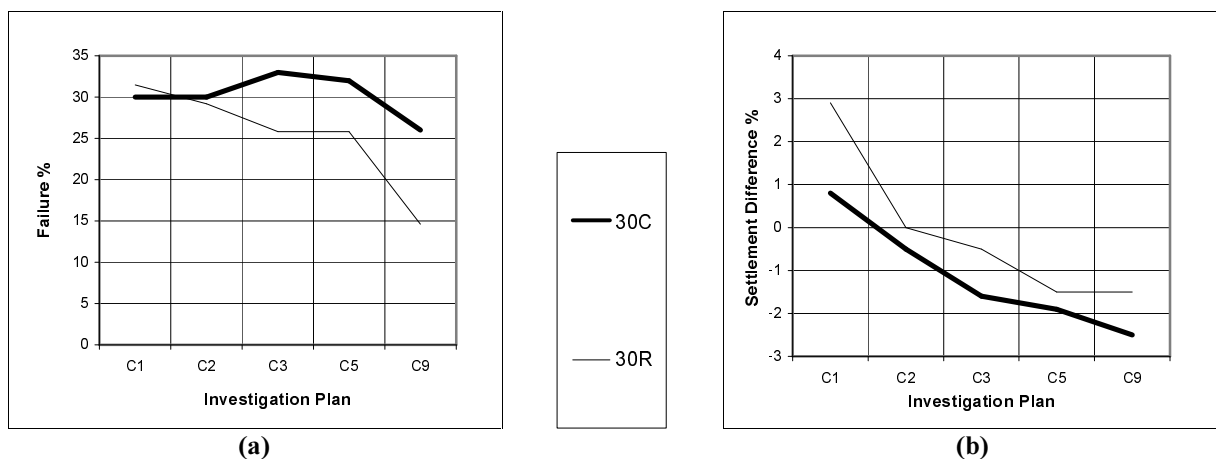 Failure %
35
30
25
20
15
10
5
0
C1 C2 C3 C5 C9
Investigation Plan
(a)
30C
30R
Settlement Difference %
4
3
2
1
0
-1
-2
-3
C1 C2 C3 C5 C9
Investigation Plan
(b)